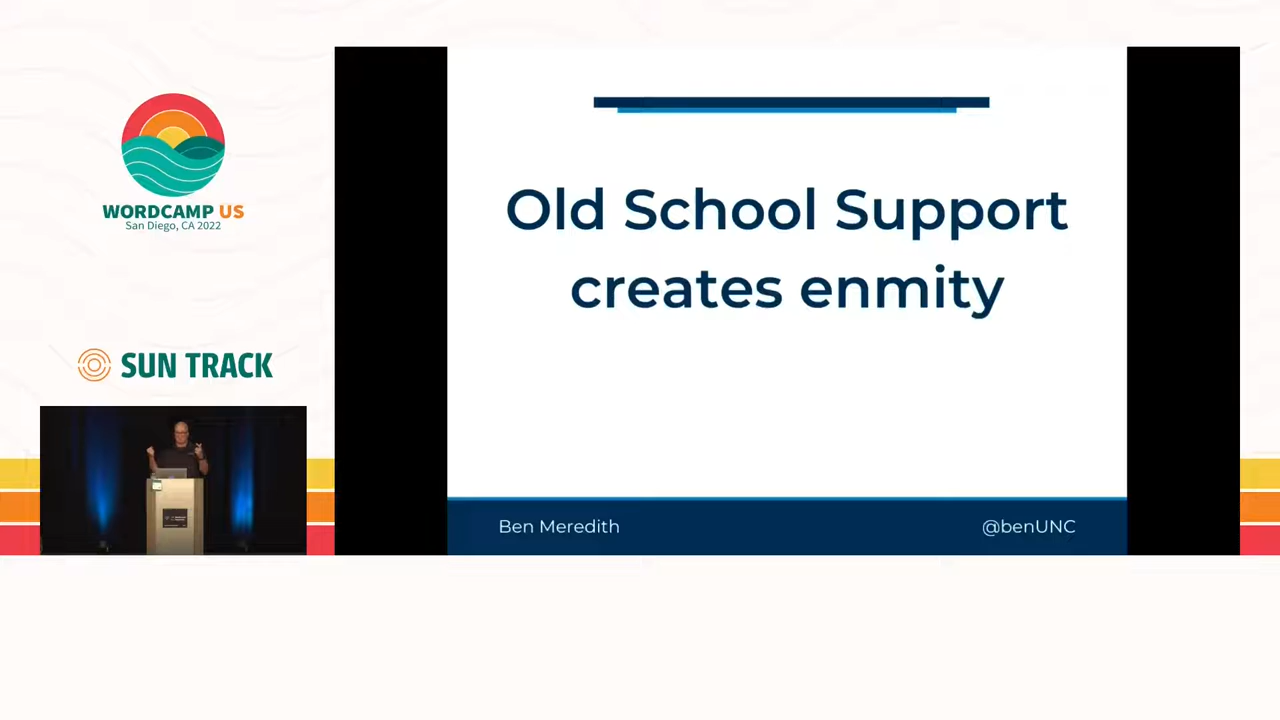 WORDCAMP US
San Diego, CA 2022
SUN TRACK
Old School Support
creates enmity
Ben Meredith
@benUNC